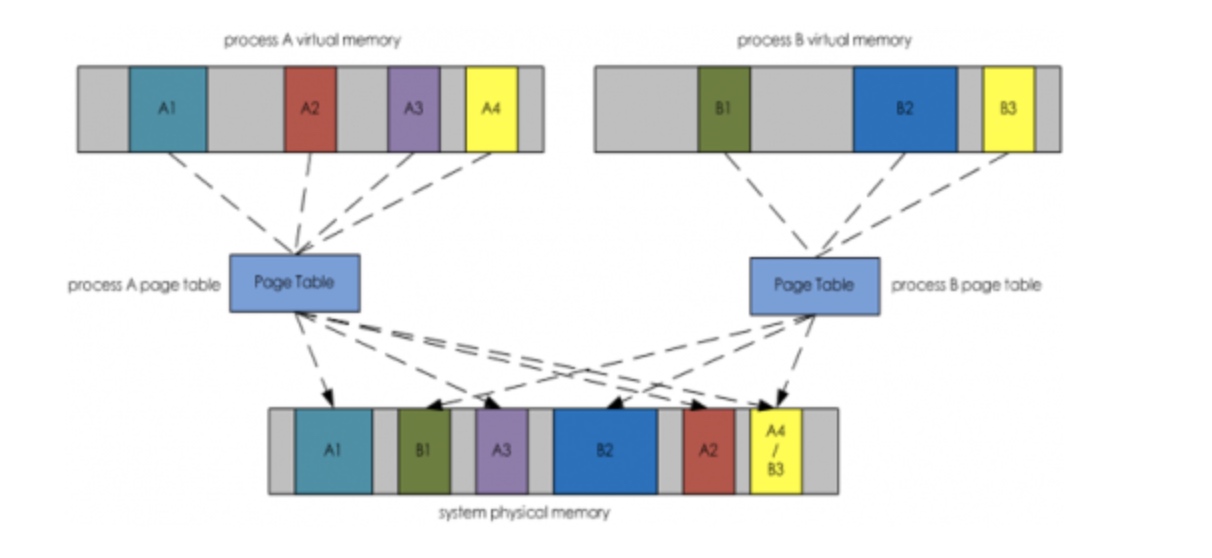 process A virtual memory
process B virtual memory
A1
A2
A3
A4
B1
B2
B3
process A page table
Page Table
Page Table
process B page table
A1
B1
A3
B2
A2
A4
/
B3
system physical memory